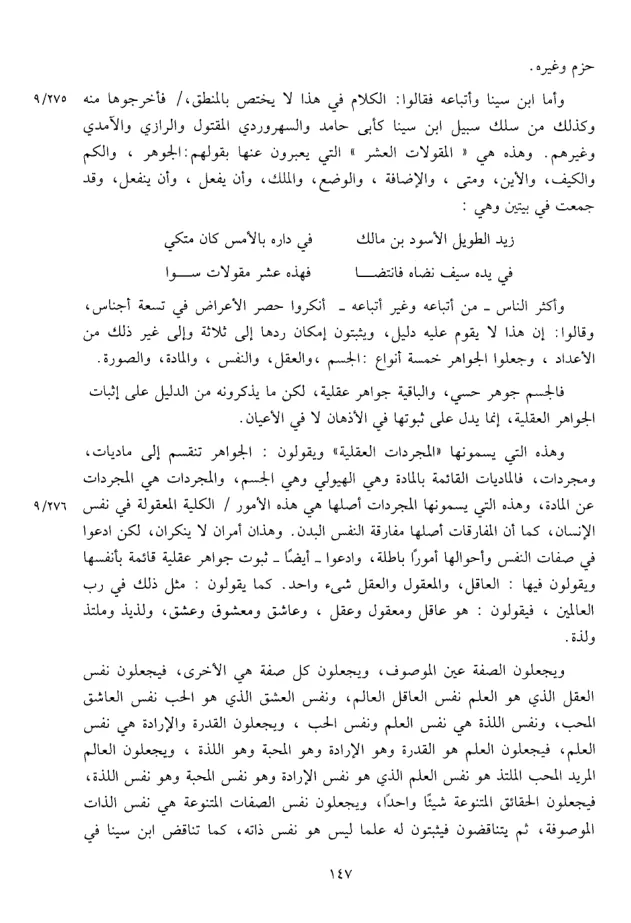 حزم وغيره.
وأما ابن سينا وأتباعه فقالوا: الكلام في هذا لا يختص بالمنطق،/ فأخرجوها منه ٩/٢٧٥
وكذلك من سلك سبيل ابن سينا كأبى حامد والسهروردي المقتول والرازي والآمدي
وغيرهم. وهذه هي « المقولات العشر » التي يعبرون عنها بقولهم:الجوهر ، والكم
والكيف، والأين، ومتى ، والإضافة ، والوضع، والملك، وأن يفعل ، وأن ينفعل، وقد
جمعت في بيتين وهي :
زيد الطويل الأسود بن مالك في داره بالأمس كان متكي
في يده سيف نضاه فانتضـــا فهذه عشر مقولات ســـوا
وأكثر الناس ـ من أتباعه وغير أتباعه ـ أنكروا حصر الأعراض في تسعة أجناس،
وقالوا: إن هذا لا يقوم عليه دليل، ويثبتون إمكان ردها إلى ثلاثة وإلى غير ذلك من
الأعداد ، وجعلوا الجواهر خمسة أنواع :الجسم ،والعقل، والنفس ، والمادة، والصورة.
فالجسم جوهر حسي، والباقية جواهر عقلية، لكن ما يذكرونه من الدليل على إثبات
الجواهر العقلية، إنما يدل على ثبوتها في الأذهان لا في الأعيان.
وهذه التي يسمونها «المجردات العقلية» ويقولون : الجواهر تنقسم إلى ماديات،
ومجردات، فالماديات القائمة بالمادة وهي الهيولي وهي الجسم، والمجردات هي المجردات
عن المادة، وهذه التي يسمونها المجردات أصلها هي هذه الأمور / الكلية المعقولة في نفس ٩/٢٧٦
الإنسان، كما أن المفارقات أصلها مفارقة النفس البدن. وهذان أمران لا ينكران، لكن ادعوا
في صفات النفس وأحوالها أمورًا باطلة، وادعوا ـ أيضًا ـ ثبوت جواهر عقلية قائمة بأنفسها
ويقولون فيها : العاقل، والمعقول والعقل شىء واحد. كما يقولون : مثل ذلك في رب
العالمين ، فيقولون : هو عاقل ومعقول وعقل ، وعاشق ومعشوق وعشق، ولذيذ وملتذ
ولذة.
ويجعلون الصفة عين الموصوف، ويجعلون كل صفة هي الأخرى، فيجعلون نفس
العقل الذي هو العلم نفس العاقل العالم، ونفس العشق الذي هو الحب نفس العاشق
المحب، ونفس اللذة هي نفس العلم ونفس الحب ، ويجعلون القدرة والإرادة هي نفس
العلم، فيجعلون العلم هو القدرة وهو الإرادة وهو المحبة وهو اللذة ، ويجعلون العالم
المريد المحب الملتذ هو نفس العلم الذي هو نفس الإرادة وهو نفس المحبة وهو نفس اللذة،
فيجعلون الحقائق المتنوعة شيئًا واحدًا، ويجعلون نفس الصفات المتنوعة هي نفس الذات
الموصوفة، ثم يتناقضون فيثبتون له علما ليس هو نفس ذاته، كما تناقض ابن سينا في
١٤٧